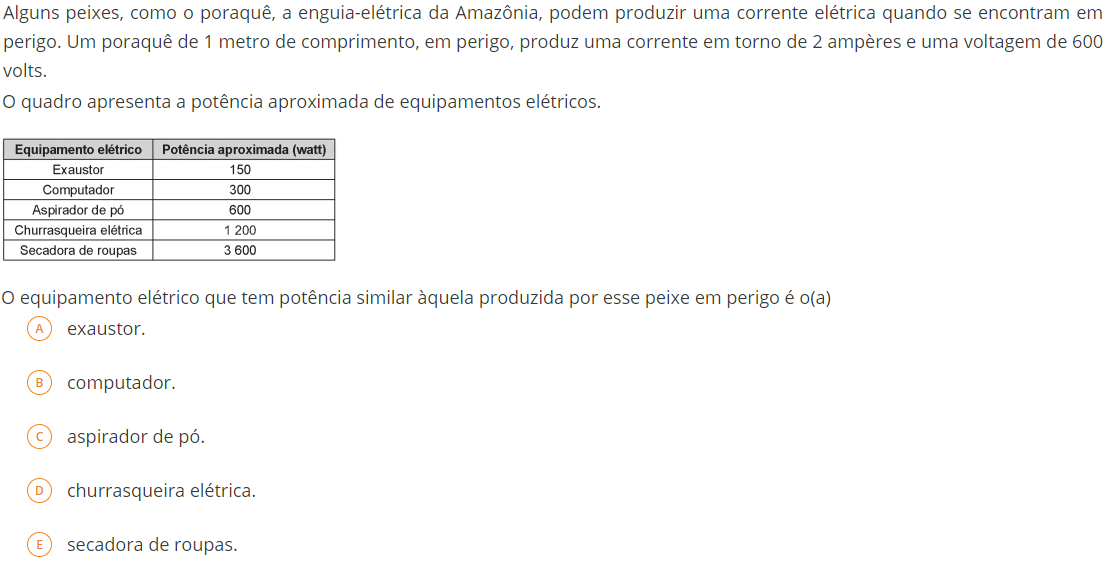 Alguns peixes, como o poraquê, a enguia-elétrica da Amazônia, podem produzir uma corrente elétrica quando se encontram em
perigo. Um poraquê de 1 metro de comprimento, em perigo, produz uma corrente em torno de 2 ampères e uma voltagem de 600
volts.
O quadro apresenta a potência aproximada de equipamentos elétricos.
Equipamento elétrico Potência aproximada (watt)
Exaustor 150
Computador 300
Aspirador de pó 600
Churrasqueira elétrica 1 200
Secadora de roupas 3 600
O equipamento elétrico que tem potência similar àquela produzida por esse peixe em perigo é o(a)
A exaustor.
B computador.
C aspirador de pó.
D churrasqueira elétrica.
E secadora de roupas.